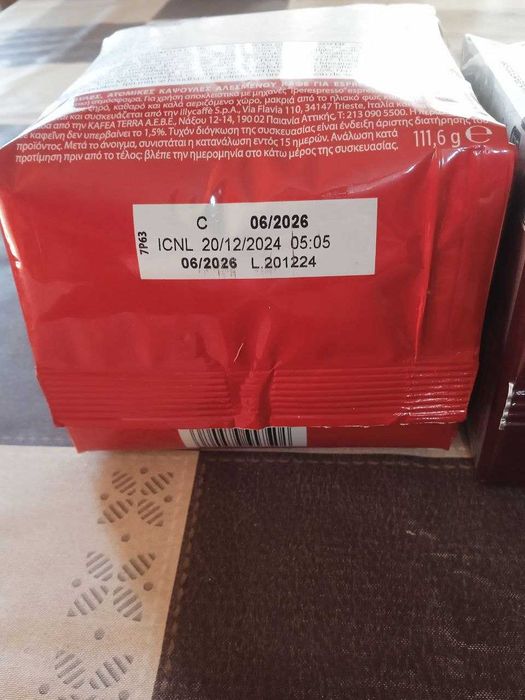 ΑΤΟΜΙΚΕΣ ΚΑΨΟΥΛΕΣ ΑΛΕΣΜΕΝΟΥ ΚΑΦΕ ΓΙΑ ESPR
ατμόσφαιρα. Για χρήση αποκλειστικά με μηχανές iperespresso
καθαρό και καλά αεριζόμενο χώρο, μακριά από το ηλιακό φως κ
και συσκευάζεται από την illycaffè S.p.A., Via Flavia 110, 34147 Trieste, Ιταλία κα
από την KAFEA TERRA A.E.B.E, Νάξου 12-14, 190 02 Παιανία Αττικής. Τ: 213 090 5500. Η περιε
καφεΐνη δεν υπερβαίνει το 1,5%. Τυχόν διόγκωση της συσκευασίας είναι ένδειξη άριστης διατήρησης του
προϊόντος. Μετά το άνοιγμα, συνιστάται η κατανάλωση εντός 15 ημερών. Ανάλωση κατά
προτίμηση πριν από το τέλος: βλέπε την ημερομηνία στο κάτω μέρος της συσκευασίας.
111,6 g ℮
C 06/2026
7P63
ICNL 20/12/2024 05:05
06/2026 L.201224